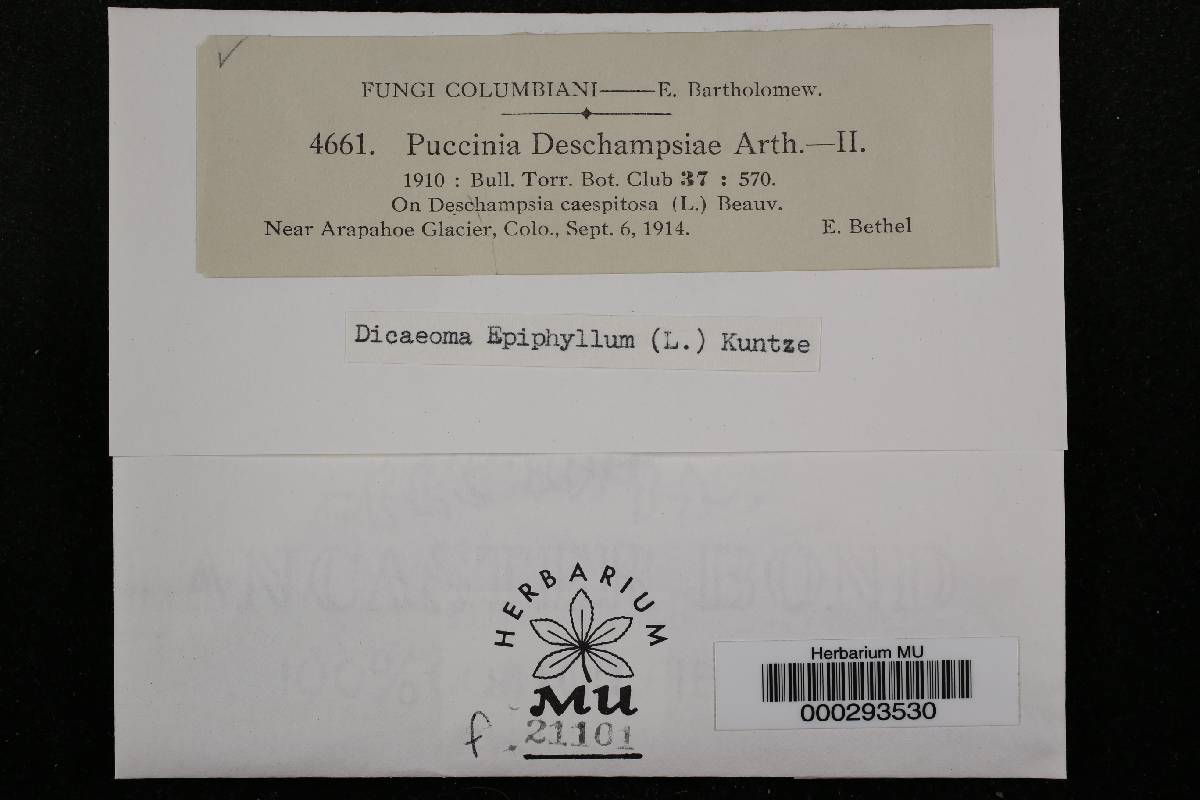 FUNGI COLUMBIANI——E. Bartholomew.
4661. Puccinia Deschampsiae Arth.—II.
1910 : Bull. Torr. Bot. Club 37 : 570.
On Deschampsia caespitosa (L.) Beauv.
Near Arapahoe Glacier, Colo., Sept. 6, 1914. E. Bethel
Dicaeoma Epiphyllum (L.) Kuntze
HERBARIUM
MU
f. 21101
Herbarium MU
000293530